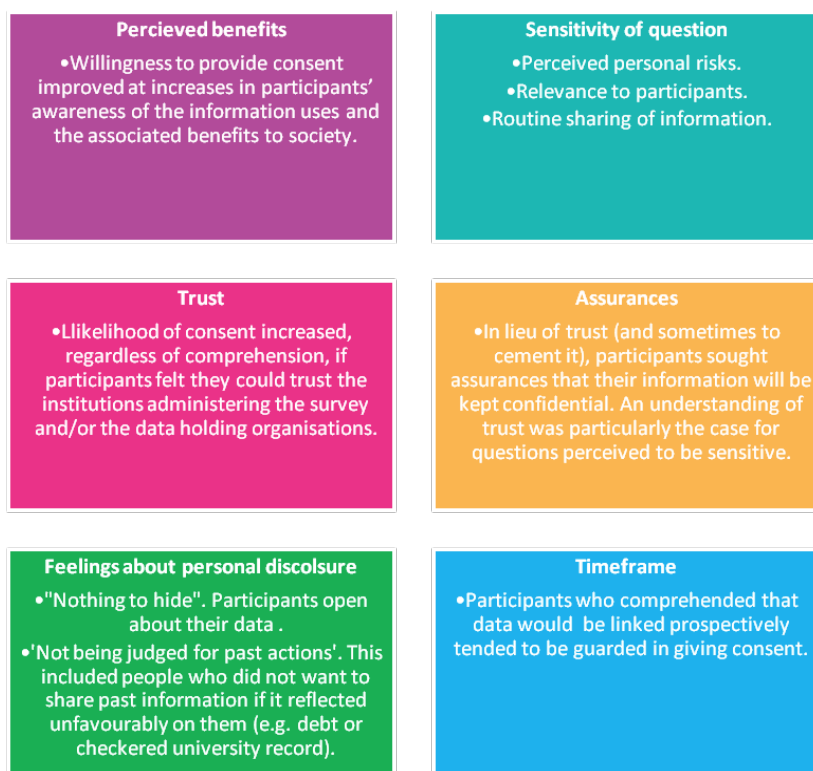 Percieved benefits
•Willingness to provide consent
improved at increases in participants’
awareness of the information uses and
the associated benefits to society.
Sensitivity of question
•Perceived personal risks.
•Relevance to participants.
•Routine sharing of information.
Trust
•Llikelihood of consent increased,
regardless of comprehension, if
participants felt they could trust the
institutions administering the survey
and/or the data holding organisations.
Assurances
•In lieu of trust (and sometimes to
cement it), participants sought
assurances that their information will be
kept confidential. An understanding of
trust was particularly the case for
questions perceived to be sensitive.
Feelings about personal discolsure
•"Nothing to hide". Participants open
about their data .
•'Not being judged for past actions'. This
included people who did not want to
share past information if it reflected
unfavourably on them (e.g. debt or
checkered university record).
Timeframe
•Participants who comprehended that
data would  be linked prospectively
tended to be guarded in giving consent.